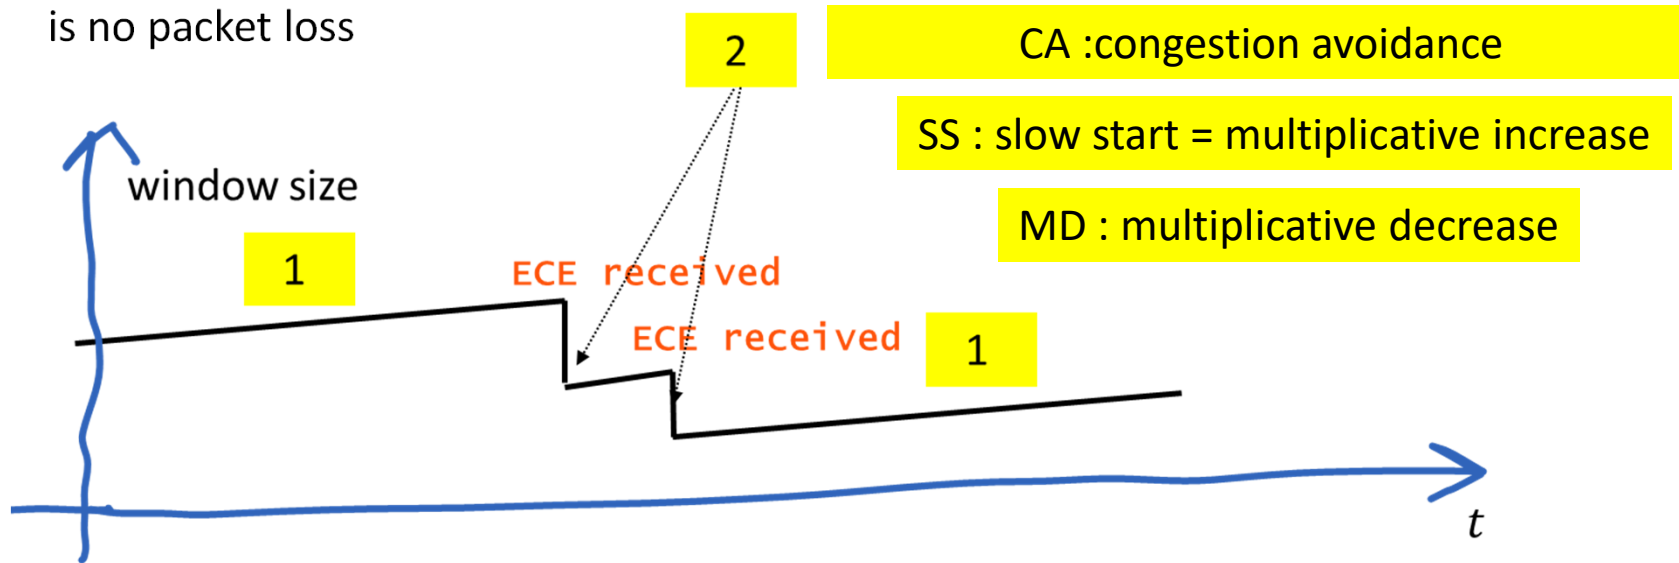 is no packet loss
2
CA :congestion avoidance
SS : slow start = multiplicative increase
MD : multiplicative decrease
window size
1
ECE received
ECE received
1
t